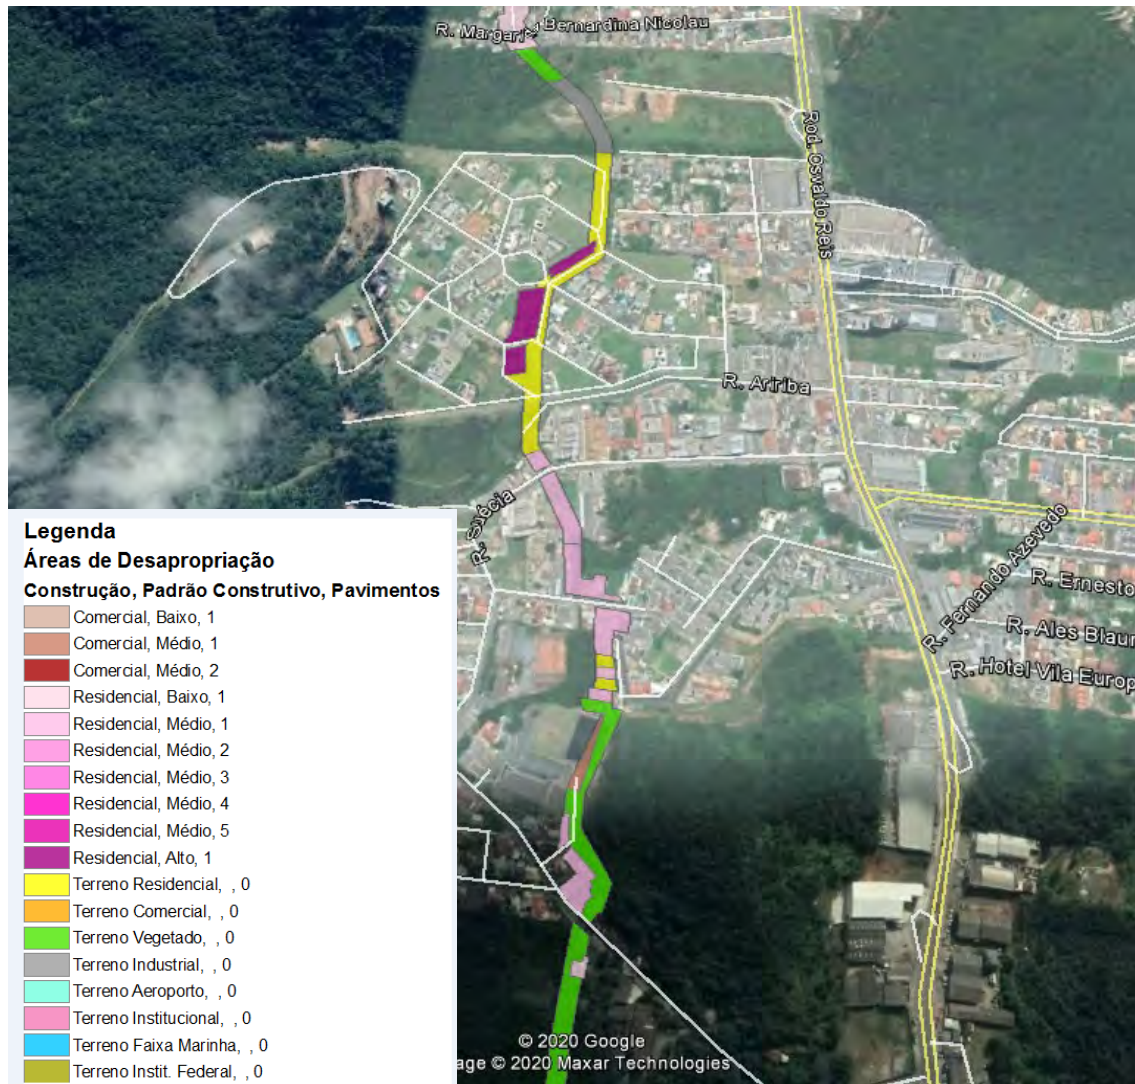 R. Margari
Bernardina Nicolau
Rod. Osvaldo Reis
R. Aririba
R. Suécia
R. Fernando Azevedo
R. Ernesto
R. Ales Blaur
R. Hotel Vila Europ
Legenda
Áreas de Desapropriação
Construção, Padrão Construtivo, Pavimentos
Comercial, Baixo, 1
Comercial, Médio, 1
Comercial, Médio, 2
Residencial, Baixo, 1
Residencial, Médio, 1
Residencial, Médio, 2
Residencial, Médio, 3
Residencial, Médio, 4
Residencial, Médio, 5
Residencial, Alto, 1
Terreno Residencial, , 0
Terreno Comercial, , 0
Terreno Vegetado, , 0
Terreno Industrial, , 0
Terreno Aeroporto, , 0
Terreno Institucional, , 0
Terreno Faixa Marinha, , 0
Terreno Instit. Federal, , 0
© 2020 Google
age © 2020 Maxar Technologies